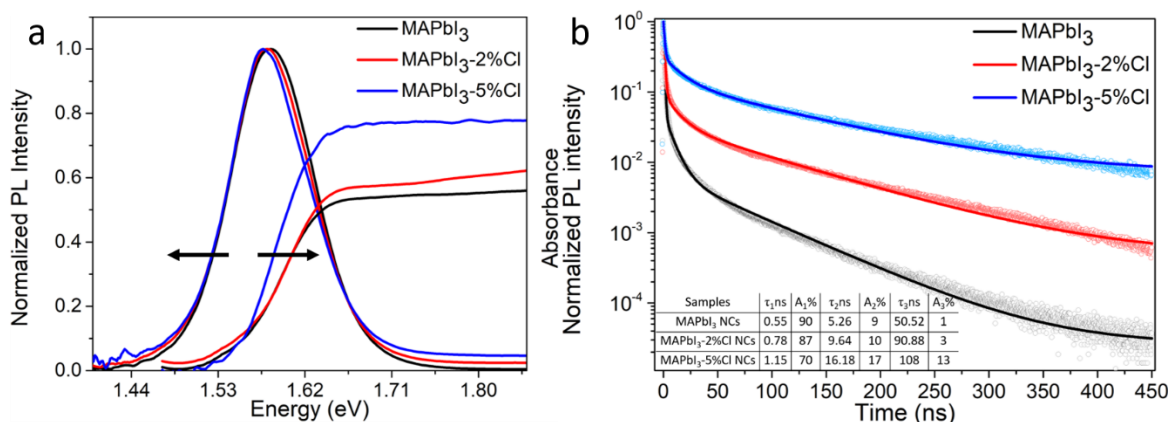 a
MAPbI3
MAPbI3-2%Cl
MAPbI3-5%Cl
Normalized PL Intensity
1.0
0.8
0.6
0.4
0.2
0.0
1.44 1.53 1.62 1.71 1.80
Energy (eV)
Absorbance
b
MAPbI3
MAPbI3-2%Cl
MAPbI3-5%Cl
Normalized PL intensity
10^0
10^-1
10^-2
10^-3
10^-4
Samples τ1ns A1% τ2ns A2% τ3ns A3%
MAPbI3 NCs 0.55 90 5.26 9 50.52 1
MAPbI3-2%Cl NCs 0.78 87 9.64 10 90.88 3
MAPbI3-5%Cl NCs 1.15 70 16.18 17 108 13
0 50 100 150 200 250 300 350 400 450
Time (ns)